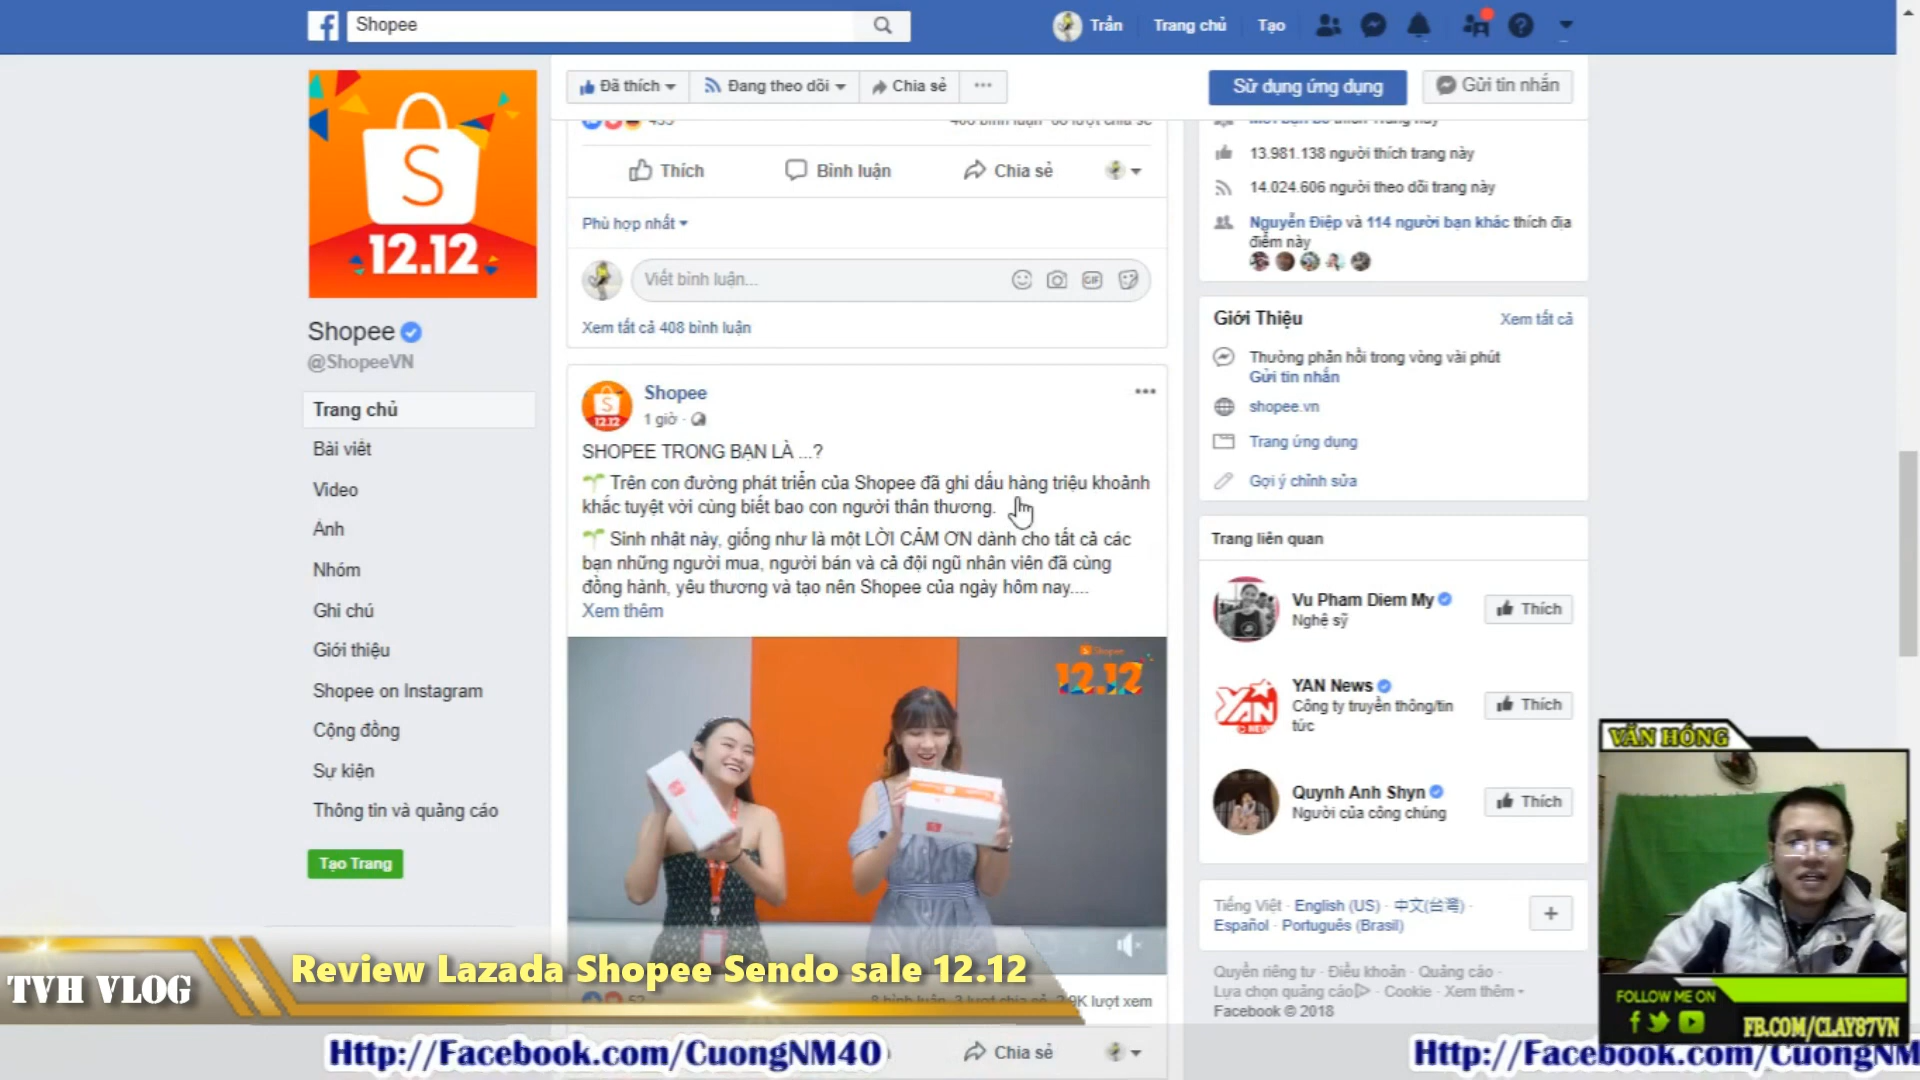 Shopee
Trần
Trang chủ
Tạo
Đã thích
Đang theo dõi
Chia sẻ
Sử dụng ứng dụng
Gửi tin nhắn
S
12.12
Shopee
@ShopeeVN
Trang chủ
Bài viết
Video
Ảnh
Nhóm
Ghi chú
Giới thiệu
Shopee on Instagram
Cộng đồng
Sự kiện
Thông tin và quảng cáo
Tạo Trang
Thích
Bình luận
Chia sẻ
Phù hợp nhất
Viết bình luận...
GIF
Xem tất cả 408 bình luận
Shopee
1 giờ ·
SHOPEE TRONG BẠN LÀ ...?
Trên con đường phát triển của Shopee đã ghi dấu hàng triệu khoảnh
khắc tuyệt vời cùng biết bao con người thân thương.
Sinh nhật này, giống như là một LỜI CẢM ƠN dành cho tất cả các
bạn những người mua, người bán và cả đội ngũ nhân viên đã cùng
đồng hành, yêu thương và tạo nên Shopee của ngày hôm nay....
Xem thêm
Shopee
12.12
Chia sẻ
13.981.138 người thích trang này
14.024.606 người theo dõi trang này
Nguyễn Điệp và 114 người bạn khác thích địa
điểm này
Giới Thiệu
Xem tất cả
Thường phản hồi trong vòng vài phút
Gửi tin nhắn
shopee.vn
Trang ứng dụng
Gợi ý chỉnh sửa
Trang liên quan
Vu Pham Diem My
Nghệ sỹ
Thích
YAN News
Công ty truyền thông/tin
tức
Thích
Quynh Anh Shyn
Người của công chúng
Thích
Tiếng Việt · English (US) · 中文(台灣) ·
Español · Português (Brasil)
Quyền riêng tư · Điều khoản · Quảng cáo ·
Lựa chọn quảng cáo · Cookie · Xem thêm
Facebook © 2018
VĂN HÓNG
FOLLOW ME ON
FB.COM/CLAY87VN
TVH VLOG
Review Lazada Shopee Sendo sale 12.12
Http://Facebook.com/CuongNM40
Http://Facebook.com/CuongNM